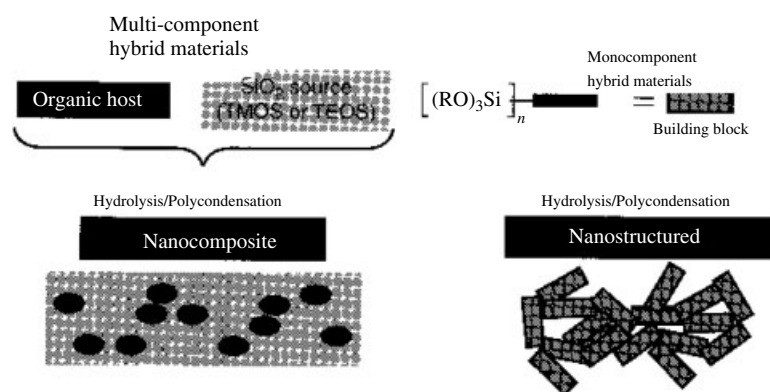 Multi-component
hybrid materials
Organic host
SiO₂ source
(TMOS or TEOS)
Monocomponent
hybrid materials
[(RO)₃Si]ₙ
=
Building block
Hydrolysis/Polycondensation
Nanocomposite
Hydrolysis/Polycondensation
Nanostructured